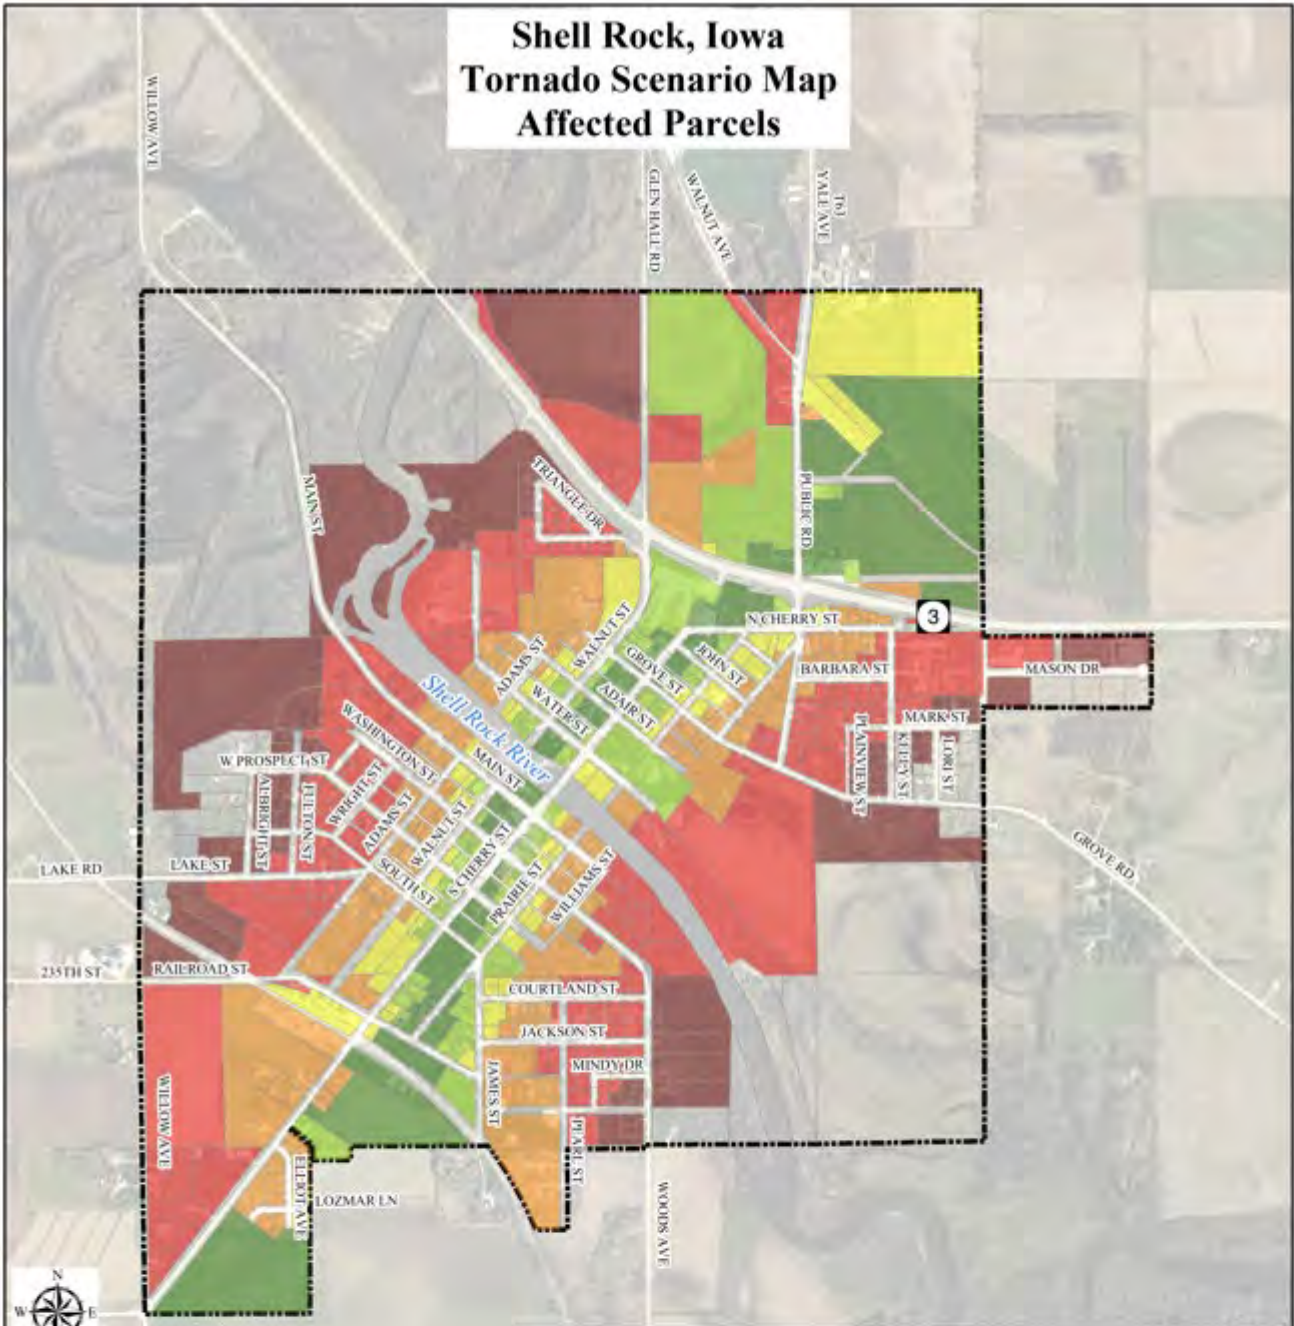 Shell Rock, Iowa
Tornado Scenario Map
Affected Parcels
WILLOW AVE
GLEN HALL RD
WALNUT AVE
YALE AVE
T63
MAIN ST
TRIANGLE DR
PUBLIC RD
3
N CHERRY ST
WALNUT ST
ADAMS ST
GROVE ST
JOHN ST
BARBARA ST
MASON DR
ADAIR ST
WATER ST
Shell Rock River
MARK ST
PLAINVIEW ST
KELLY ST
LORI ST
WASHINGTON ST
MAIN ST
W PROSPECT ST
ALBRIGHT ST
FULTON ST
WRIGHT ST
ADAMS ST
WALNUT ST
S CHERRY ST
SOUTH ST
PRAIRIE ST
WILLIAMS ST
GROVE RD
LAKE RD
LAKE ST
235TH ST
RAILROAD ST
COURTLAND ST
JACKSON ST
MINDY DR
JAMES ST
PEARL ST
WILLOW AVE
ELLIOT AVE
LOZMAR LN
WOODS AVE
N
W
E